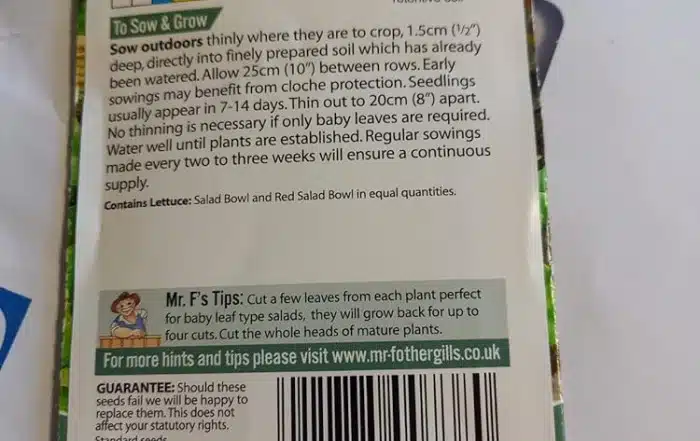 To Sow & Grow
Sow outdoors thinly where they are to crop, 1.5cm (½")
deep, directly into finely prepared soil which has already
been watered. Allow 25cm (10") between rows. Early
sowings may benefit from cloche protection. Seedlings
usually appear in 7-14 days. Thin out to 20cm (8") apart.
No thinning is necessary if only baby leaves are required.
Water well until plants are established. Regular sowings
made every two to three weeks will ensure a continuous
supply.
Contains Lettuce: Salad Bowl and Red Salad Bowl in equal quantities.
Mr. F's Tips: Cut a few leaves from each plant perfect
for baby leaf type salads, they will grow back for up to
four cuts. Cut the whole heads of mature plants.
For more hints and tips please visit www.mr-fothergills.co.uk
GUARANTEE: Should these
seeds fail we will be happy to
replace them. This does not
affect your statutory rights.
Standard seeds